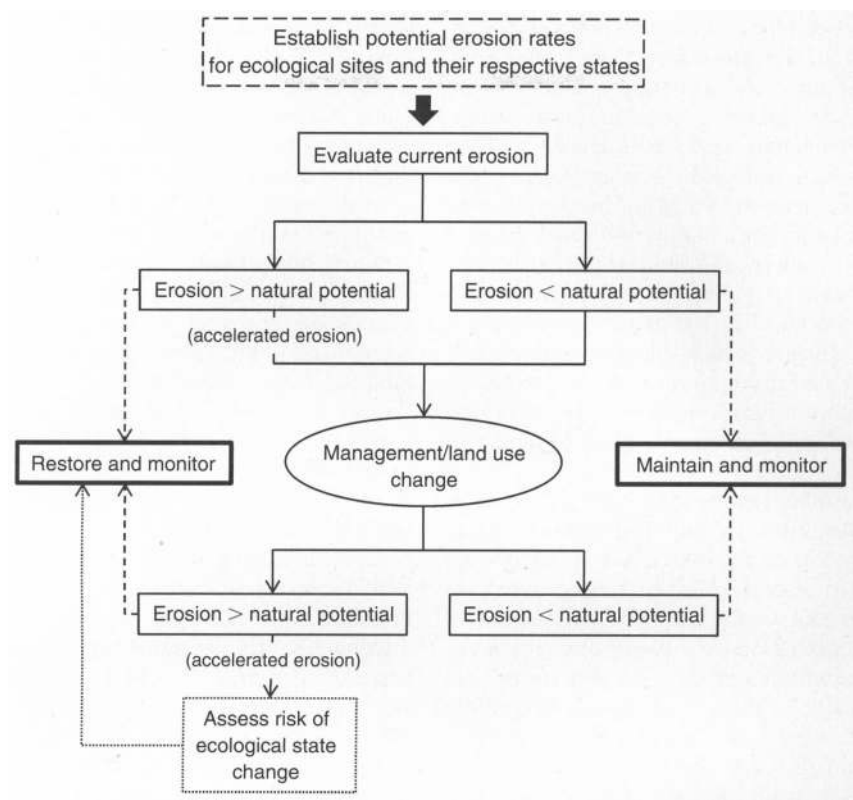 Establish potential erosion rates
for ecological sites and their respective states
Evaluate current erosion
Erosion > natural potential
Erosion < natural potential
(accelerated erosion)
Management/land use
change
Restore and monitor
Maintain and monitor
Erosion > natural potential
Erosion < natural potential
(accelerated erosion)
Assess risk of
ecological state
change